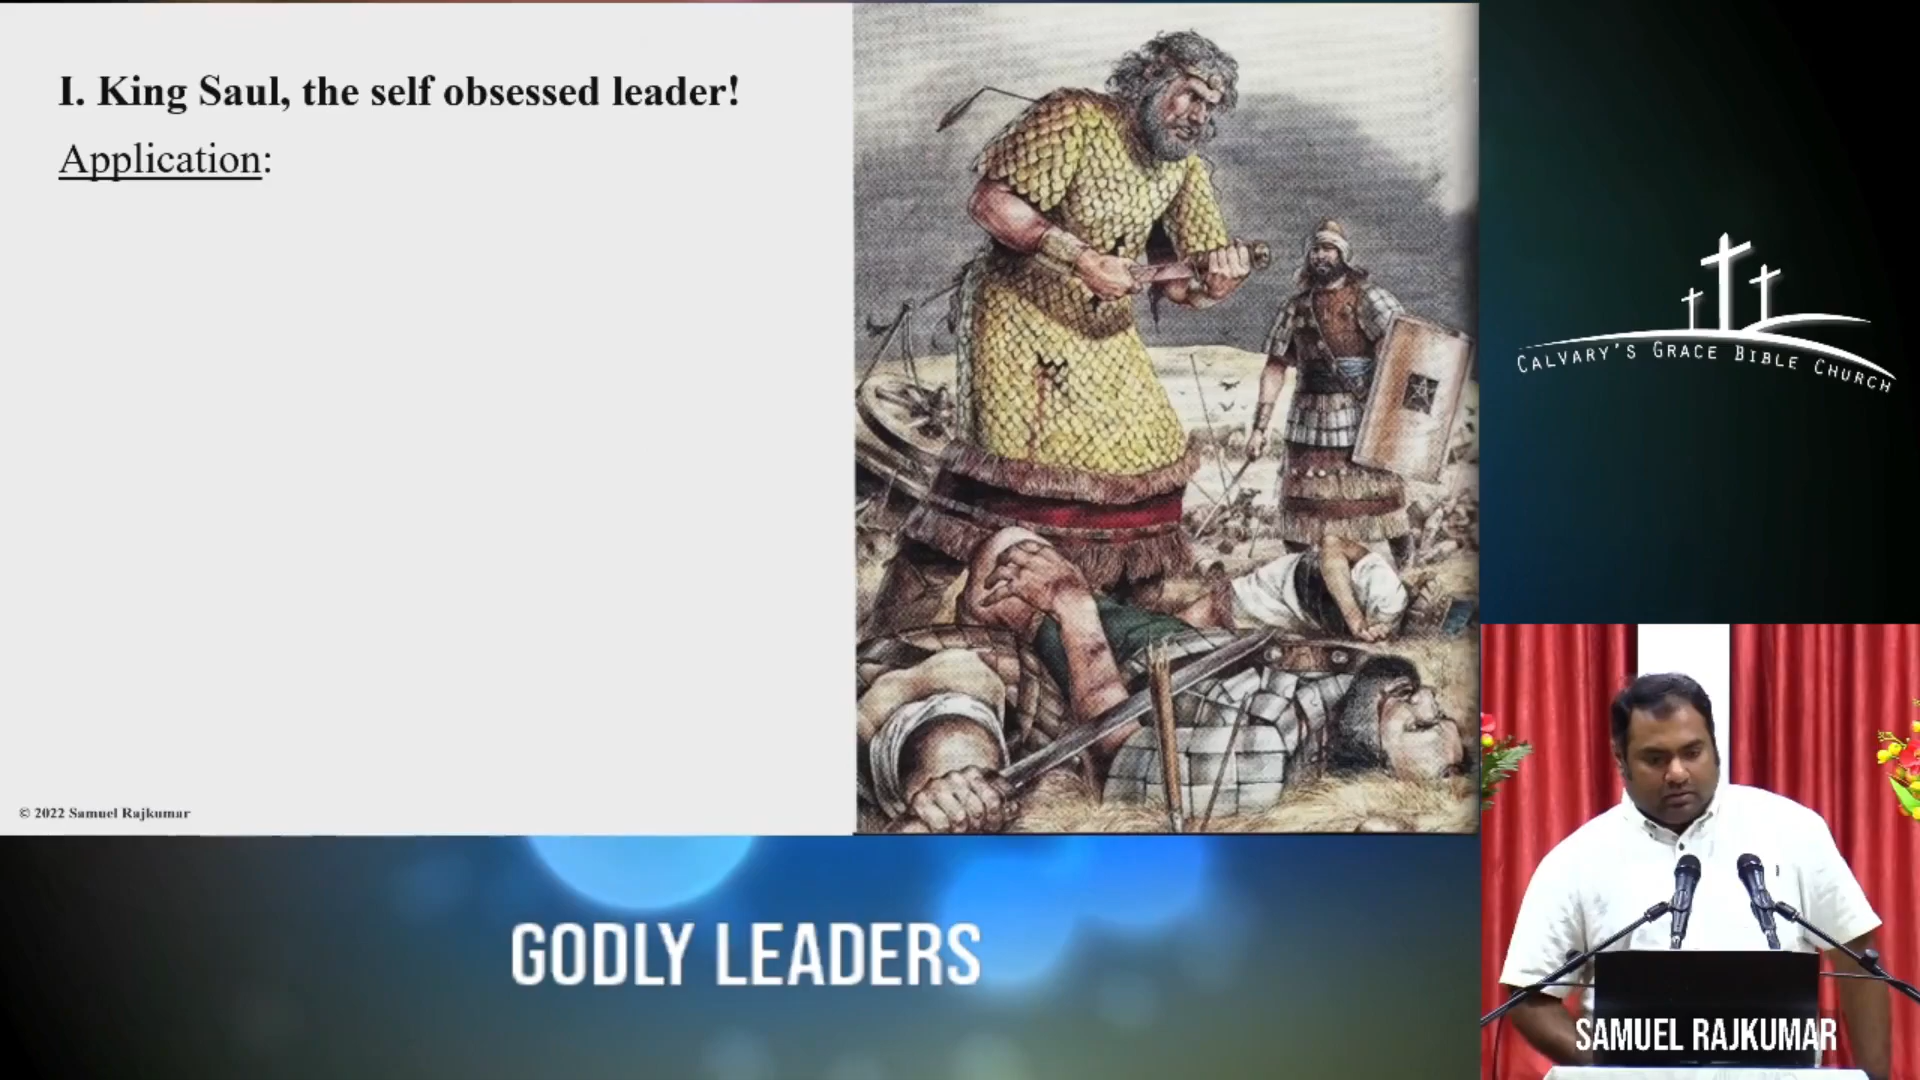 I. King Saul, the self obsessed leader!
Application:
© 2022 Samuel Rajkumar
CALVARY'S GRACE BIBLE CHURCH
GODLY LEADERS
SAMUEL RAJKUMAR